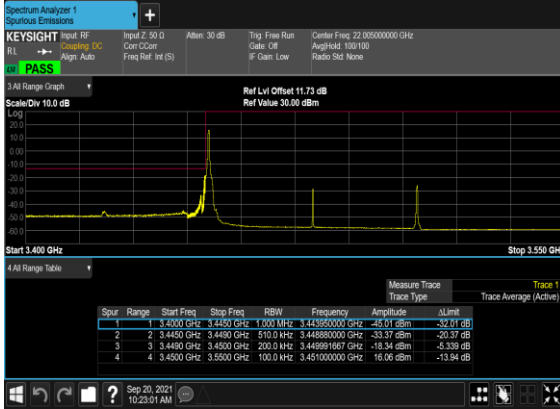 Spectrum Analyzer 1
Spurious Emissions
+
KEYSIGHT Input: RF Input Z: 50 Ω Atten: 30 dB Trig: Free Run Center Freq: 22.005000000 GHz
RL Coupling: DC Corr CCorr Gate: Off Avg|Hold: 100/100
Align: Auto Freq Ref: Int (S) IF Gain: Low Radio Std: None
PASS
3 All Range Graph
Ref Lvl Offset 11.73 dB
Scale/Div 10.0 dB Ref Value 30.00 dBm
Log
20.0
10.0
0.00
-10.0
-20.0
-30.0
-40.0
-50.0
-60.0
Start 3.400 GHz Stop 3.550 GH
4 All Range Table
Measure Trace Trace 1
Trace Type Trace Average (Active)
Spur Range Start Freq Stop Freq RBW Frequency Amplitude ΔLimit
1 1 3.4000 GHz 3.4450 GHz 1.000 MHz 3.443950000 GHz -45.01 dBm -32.01 dB
2 2 3.4450 GHz 3.4490 GHz 510.0 kHz 3.448880000 GHz -33.37 dBm -20.37 dB
3 3 3.4490 GHz 3.4500 GHz 200.0 kHz 3.449991667 GHz -18.34 dBm -5.339 dB
4 4 3.4500 GHz 3.5500 GHz 100.0 kHz 3.451000000 GHz 16.06 dBm -13.94 dB
?
Sep 20, 2021
10:23:01 AM